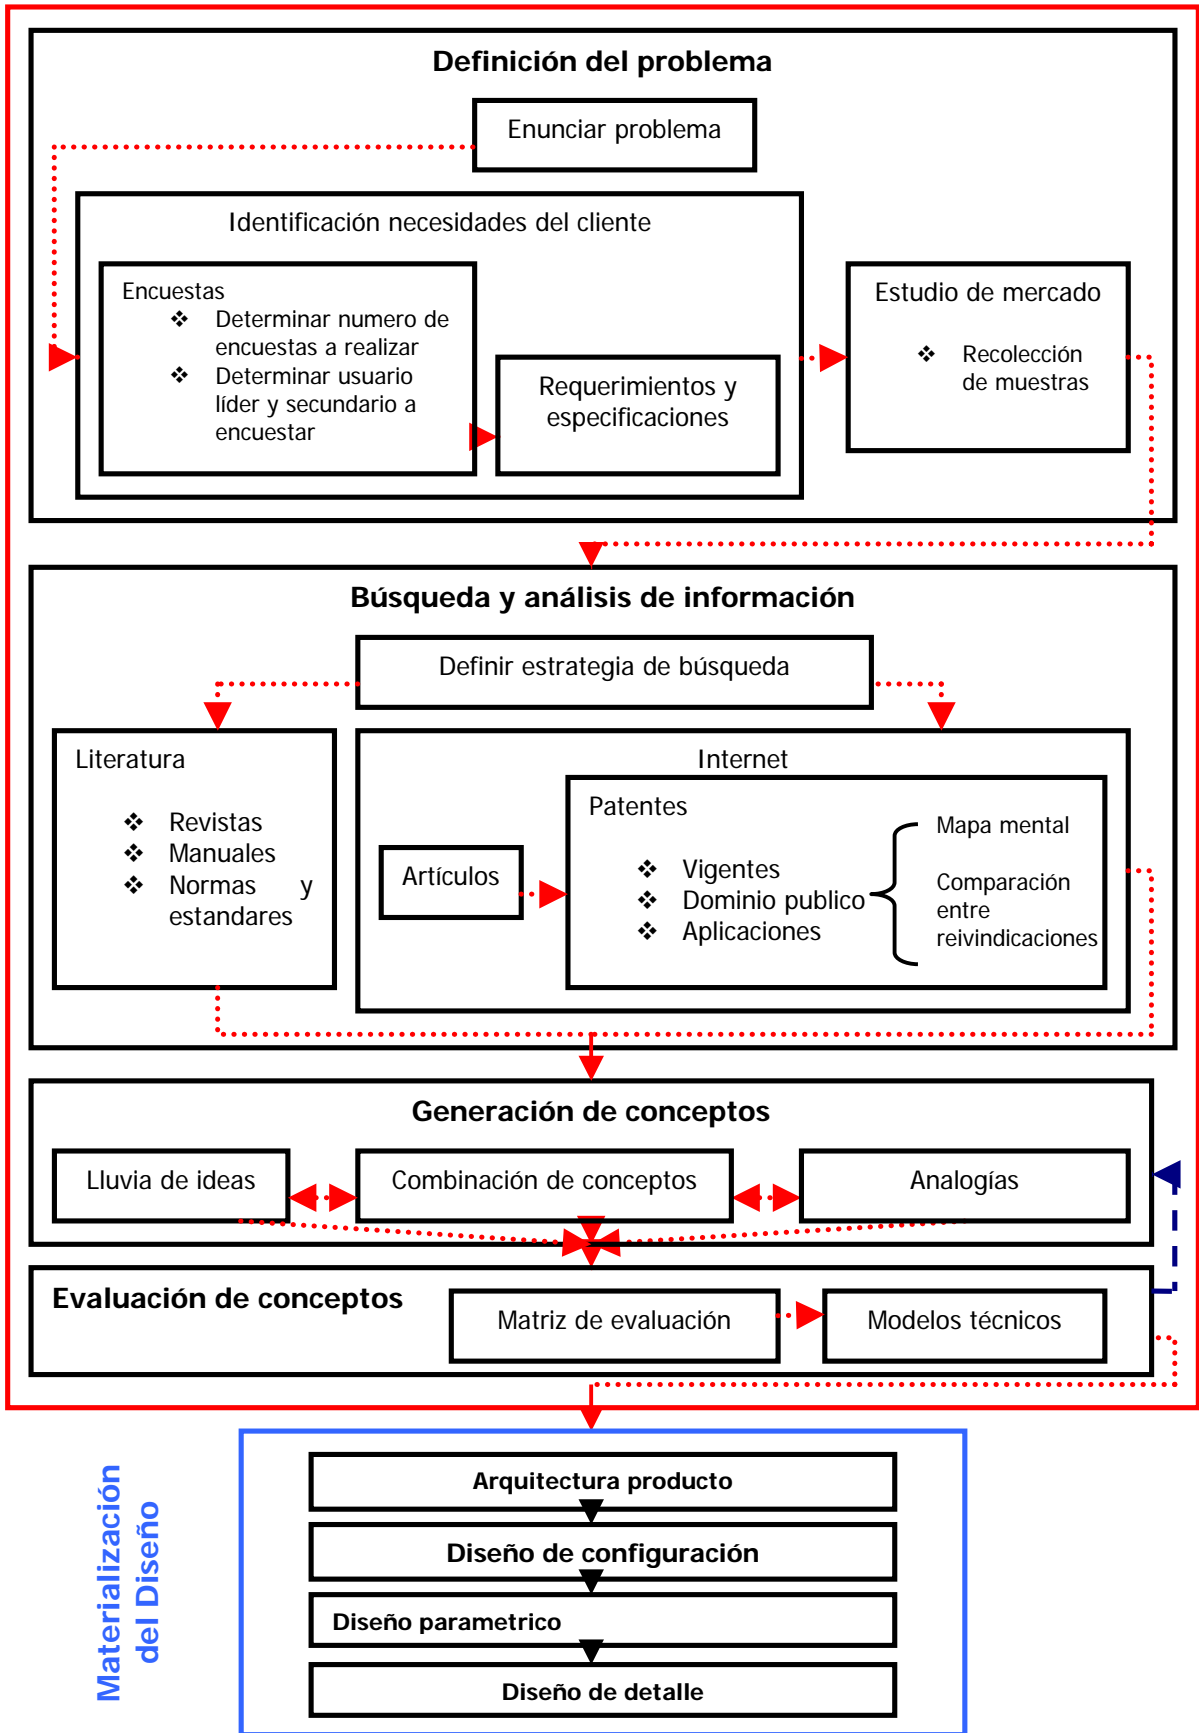 Definición del problema
Enunciar problema
Identificación necesidades del cliente
Encuestas
❖ Determinar numero de
encuestas a realizar
❖ Determinar usuario
líder y secundario a
encuestar
Requerimientos y
especificaciones
Estudio de mercado
❖ Recolección
de muestras
Búsqueda y análisis de información
Definir estrategia de búsqueda
Literatura
❖ Revistas
❖ Manuales
❖ Normas y
estandares
Internet
Artículos
Patentes
❖ Vigentes
❖ Dominio publico
❖ Aplicaciones
Mapa mental
Comparación
entre
reivindicaciones
Generación de conceptos
Lluvia de ideas
Combinación de conceptos
Analogías
Evaluación de conceptos
Matriz de evaluación
Modelos técnicos
Materialización
del Diseño
Arquitectura producto
Diseño de configuración
Diseño parametrico
Diseño de detalle